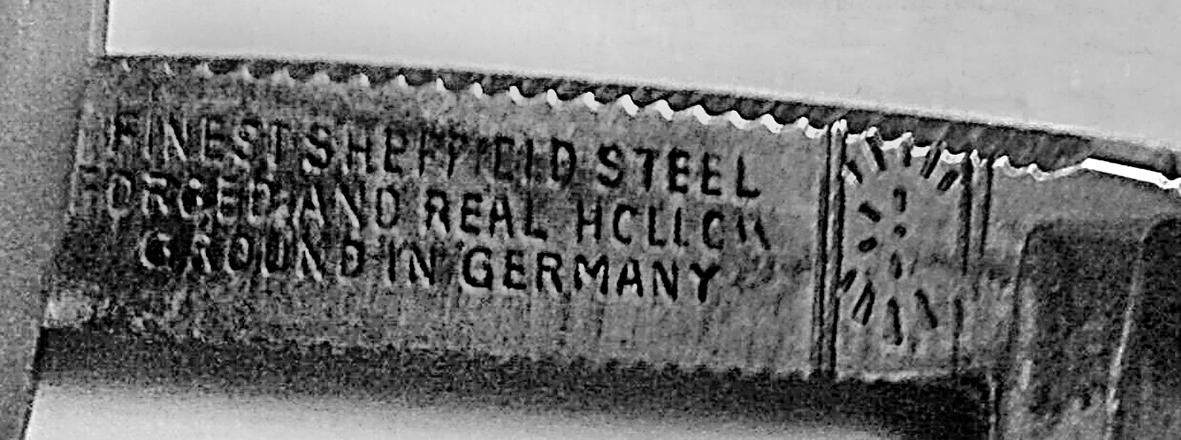 FINEST SHEFFIELD STEEL
FORGED AND REAL HOLLOW
GROUND IN GERMANY